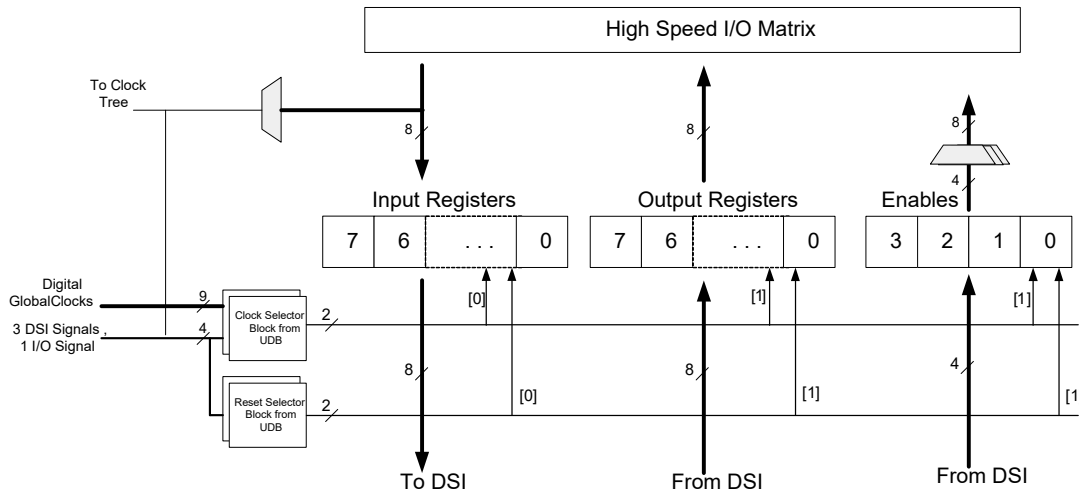 High Speed I/O Matrix
To Clock
Tree
8
8
8
4
Input Registers
Output Registers
Enables
7 6 . . . 0
7 6 . . . 0
3 2 1 0
Digital
GlobalClocks
9
[0]
[1]
[1]
3 DSI Signals ,
1 I/O Signal
4
Clock Selector
Block from
UDB
2
8
8
4
Reset Selector
Block from
UDB
2
[0]
[1]
[1
To DSI
From DSI
From DSI